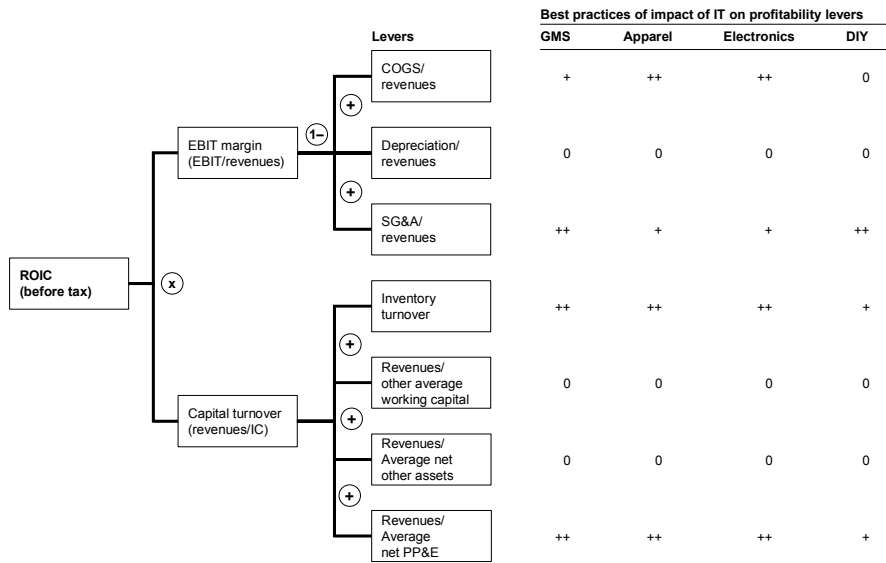 Best practices of impact of IT on profitability levers
Levers GMS Apparel Electronics DIY
COGS/
revenues
+ ++ ++ 0
+
1–
EBIT margin
(EBIT/revenues)
Depreciation/
revenues
0 0 0 0
+
SG&A/
revenues
++ + + ++
ROIC
(before tax)
x
Inventory
turnover
++ ++ ++ +
+
Revenues/
other average
working capital
0 0 0 0
Capital turnover
(revenues/IC)
+
Revenues/
Average net
other assets
0 0 0 0
+
Revenues/
Average
net PP&E
++ ++ ++ +